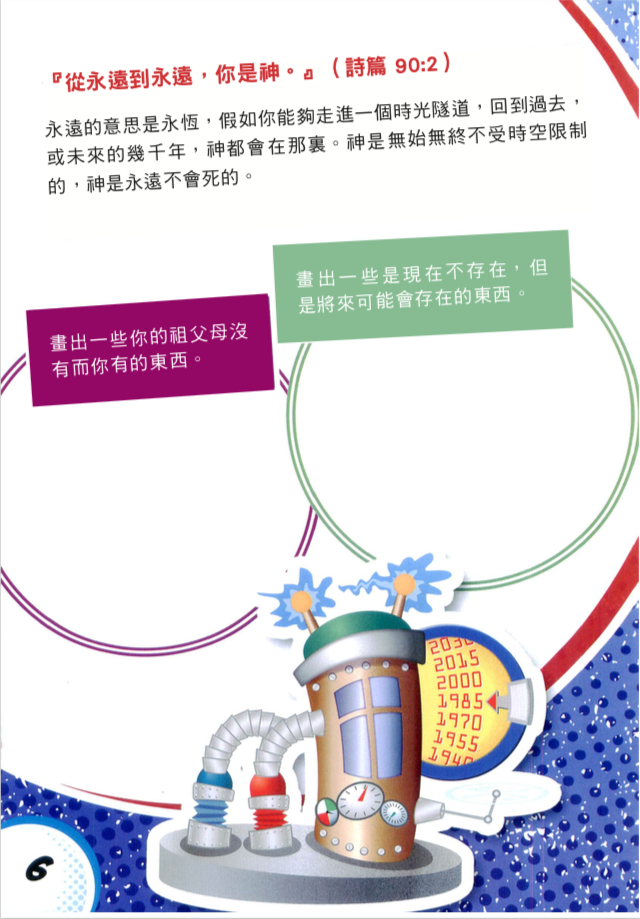 『從永遠到永遠，你是神。』（詩篇 90:2）
永遠的意思是永恆，假如你能夠走進一個時光隧道，回到過去，
或未來的幾千年，神都會在那裏。神是無始無終不受時空限制
的，神是永遠不會死的。
畫出一些是現在不存在，但
是將來可能會存在的東西。
畫出一些你的祖父母沒
有而你有的東西。
2030
2015
2000
1985
1970
1955
1940
6